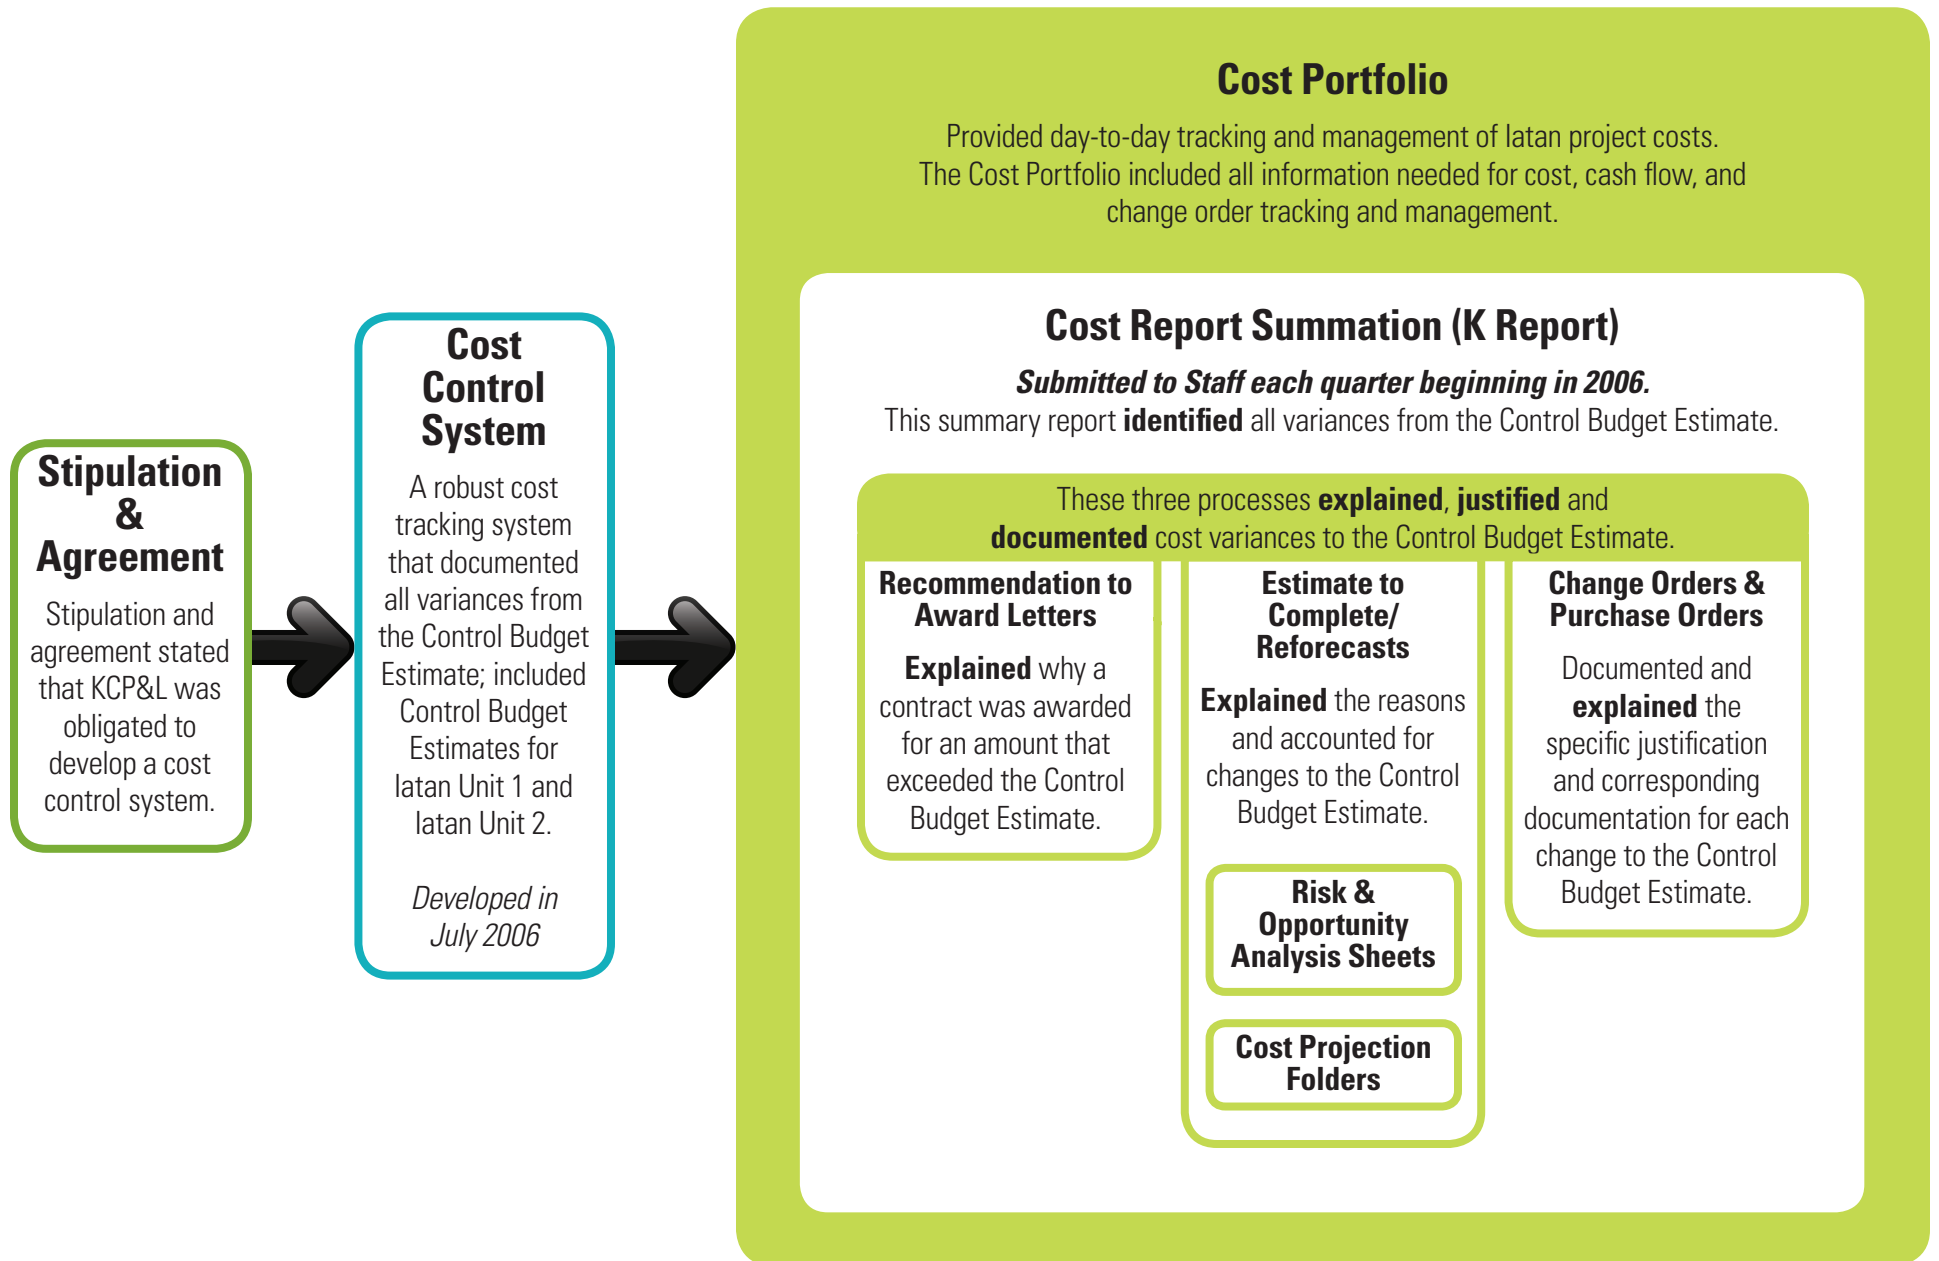 Stipulation
&
Agreement
Stipulation and
agreement stated
that KCP&L was
obligated to
develop a cost
control system.
Cost
Control
System
A robust cost
tracking system
that documented
all variances from
the Control Budget
Estimate; included
Control Budget
Estimates for
Iatan Unit 1 and
Iatan Unit 2.
Developed in
July 2006
Cost Portfolio
Provided day-to-day tracking and management of Iatan project costs.
The Cost Portfolio included all information needed for cost, cash flow, and
change order tracking and management.
Cost Report Summation (K Report)
Submitted to Staff each quarter beginning in 2006.
This summary report identified all variances from the Control Budget Estimate.
These three processes explained, justified and
documented cost variances to the Control Budget Estimate.
Recommendation to
Award Letters
Explained why a
contract was awarded
for an amount that
exceeded the Control
Budget Estimate.
Estimate to
Complete/
Reforecasts
Explained the reasons
and accounted for
changes to the Control
Budget Estimate.
Risk &
Opportunity
Analysis Sheets
Cost Projection
Folders
Change Orders &
Purchase Orders
Documented and
explained the
specific justification
and corresponding
documentation for each
change to the Control
Budget Estimate.